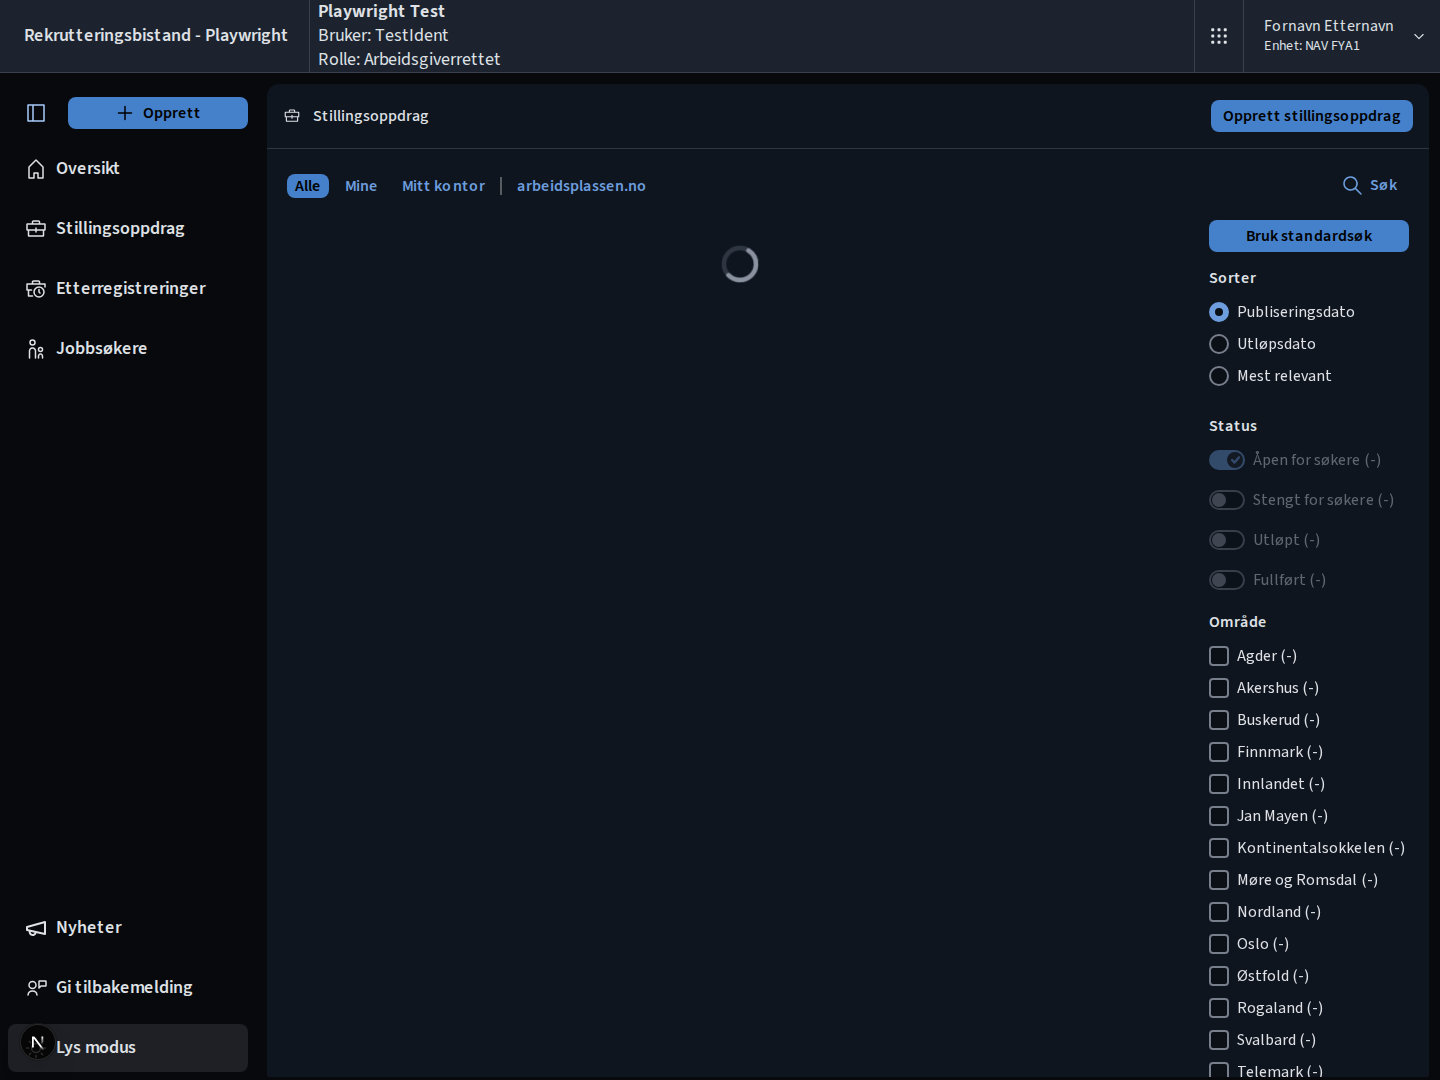 Rekrutteringsbistand - Playwright
Playwright Test
Bruker: TestIdent
Rolle: Arbeidsgiverrettet
Fornavn Etternavn
Enhet: NAV FYA1
Opprett
Oversikt
Stillingsoppdrag
Etterregistreringer
Jobbsøkere
Nyheter
Gi tilbakemelding
N
Lys modus
Stillingsoppdrag
Opprett stillingsoppdrag
Alle
Mine
Mitt kontor
arbeidsplassen.no
Søk
Bruk standardsøk
Sorter
Publiseringsdato
Utløpsdato
Mest relevant
Status
Åpen for søkere (-)
Stengt for søkere (-)
Utløpt (-)
Fullført (-)
Område
Agder (-)
Akershus (-)
Buskerud (-)
Finnmark (-)
Innlandet (-)
Jan Mayen (-)
Kontinentalsokkelen (-)
Møre og Romsdal (-)
Nordland (-)
Oslo (-)
Østfold (-)
Rogaland (-)
Svalbard (-)
Telemark (-)